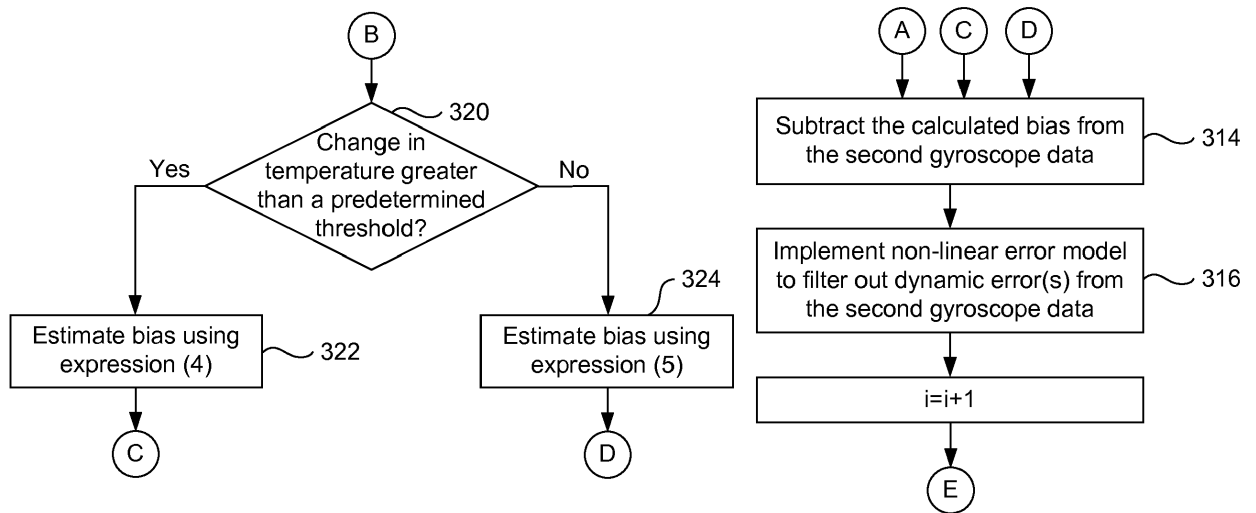 B
320
Change in
temperature greater
than a predetermined
threshold?
Yes
No
324
Estimate bias using
expression (4)
322
Estimate bias using
expression (5)
C
D
A
C
D
Subtract the calculated bias from
the second gyroscope data
314
Implement non-linear error model
to filter out dynamic error(s) from
the second gyroscope data
316
i=i+1
E